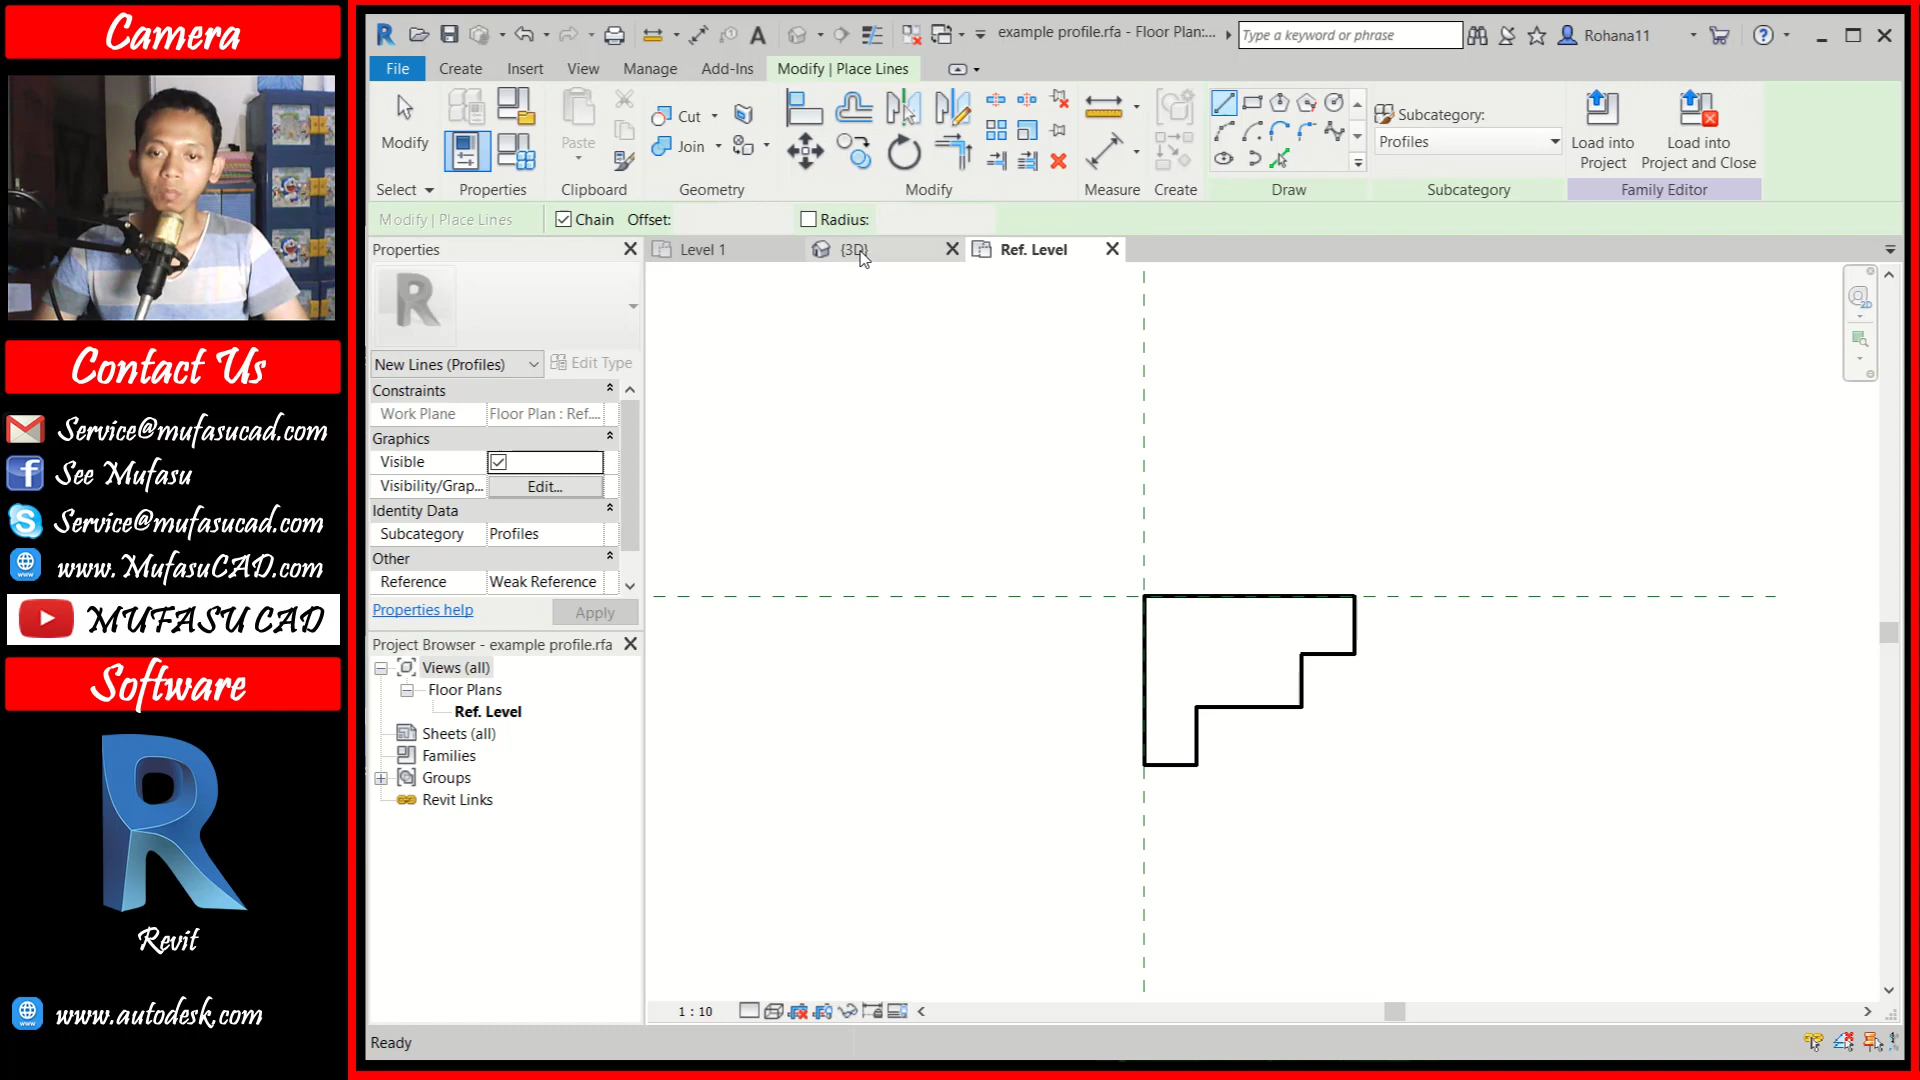 Camera
Contact Us
Service@mufasucad.com
See Mufasu
Service@mufasucad.com
www.MufasuCAD.com
MUFASU CAD
Software
Revit
www.autodesk.com
example profile.rfa - Floor Plan:...
Type a keyword or phrase
Rohana11
File Create Insert View Manage Add-Ins Modify | Place Lines
Modify
Paste
Cut
Join
Subcategory:
Profiles
Load into Project
Load into Project and Close
Select Properties Clipboard Geometry Modify Measure Create Draw Subcategory Family Editor
Modify | Place Lines Chain Offset: Radius:
Properties
Level 1 {3D} Ref. Level
New Lines (Profiles) Edit Type
Constraints
Work Plane Floor Plan : Ref....
Graphics
Visible
Visibility/Grap... Edit...
Identity Data
Subcategory Profiles
Other
Reference Weak Reference
Properties help Apply
Project Browser - example profile.rfa
Views (all)
Floor Plans
Ref. Level
Sheets (all)
Families
Groups
Revit Links
1 : 10
Ready